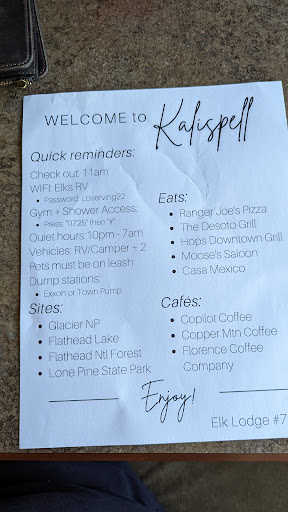 WELCOME to Kalispell
Quick reminders:
Check out: 11am
WIFI: Elks RV
• Password: Loverving22
Gym + Shower Access:
• Press: "0725" then "#"
Quiet hours: 10pm - 7am
Vehicles: RV/Camper + 2
Pets must be on leash
Dump stations:
• Exxon or Town Pump
Sites:
• Glacier NP
• Flathead Lake
• Flathead Ntl Forest
• Lone Pine State Park
Eats:
• Ranger Joe's Pizza
• The Desoto Grill
• Hops Downtown Grill
• Moose's Saloon
• Casa Mexico
Cafés:
• Copilot Coffee
• Copper Mtn Coffee
• Florence Coffee
Company
Enjoy!
Elk Lodge #7